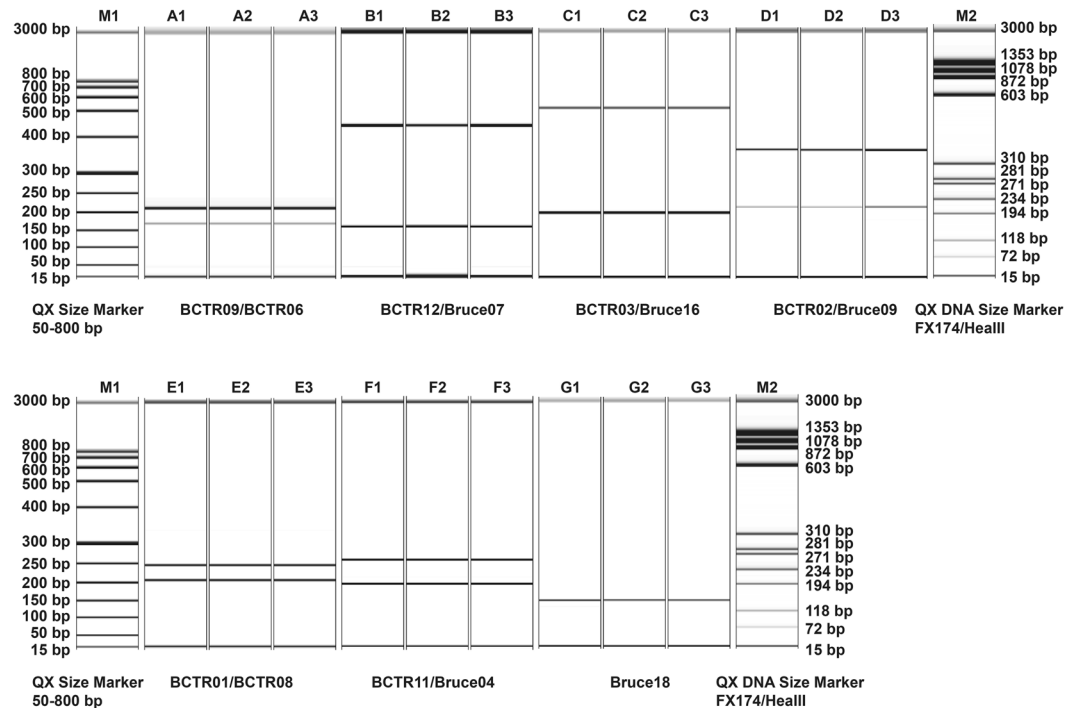 M1 A1 A2 A3 B1 B2 B3 C1 C2 C3 D1 D2 D3 M2
3000 bp
800 bp
700 bp
600 bp
500 bp
400 bp
300 bp
250 bp
200 bp
150 bp
100 bp
50 bp
15 bp
3000 bp
1353 bp
1078 bp
872 bp
603 bp
310 bp
281 bp
271 bp
234 bp
194 bp
118 bp
72 bp
15 bp
QX Size Marker
50-800 bp
BCTR09/BCTR06
BCTR12/Bruce07
BCTR03/Bruce16
BCTR02/Bruce09
QX DNA Size Marker
FX174/HealII
M1 E1 E2 E3 F1 F2 F3 G1 G2 G3 M2
3000 bp
800 bp
700 bp
600 bp
500 bp
400 bp
300 bp
250 bp
200 bp
150 bp
100 bp
50 bp
15 bp
3000 bp
1353 bp
1078 bp
872 bp
603 bp
310 bp
281 bp
271 bp
234 bp
194 bp
118 bp
72 bp
15 bp
QX Size Marker
50-800 bp
BCTR01/BCTR08
BCTR11/Bruce04
Bruce18
QX DNA Size Marker
FX174/HealII